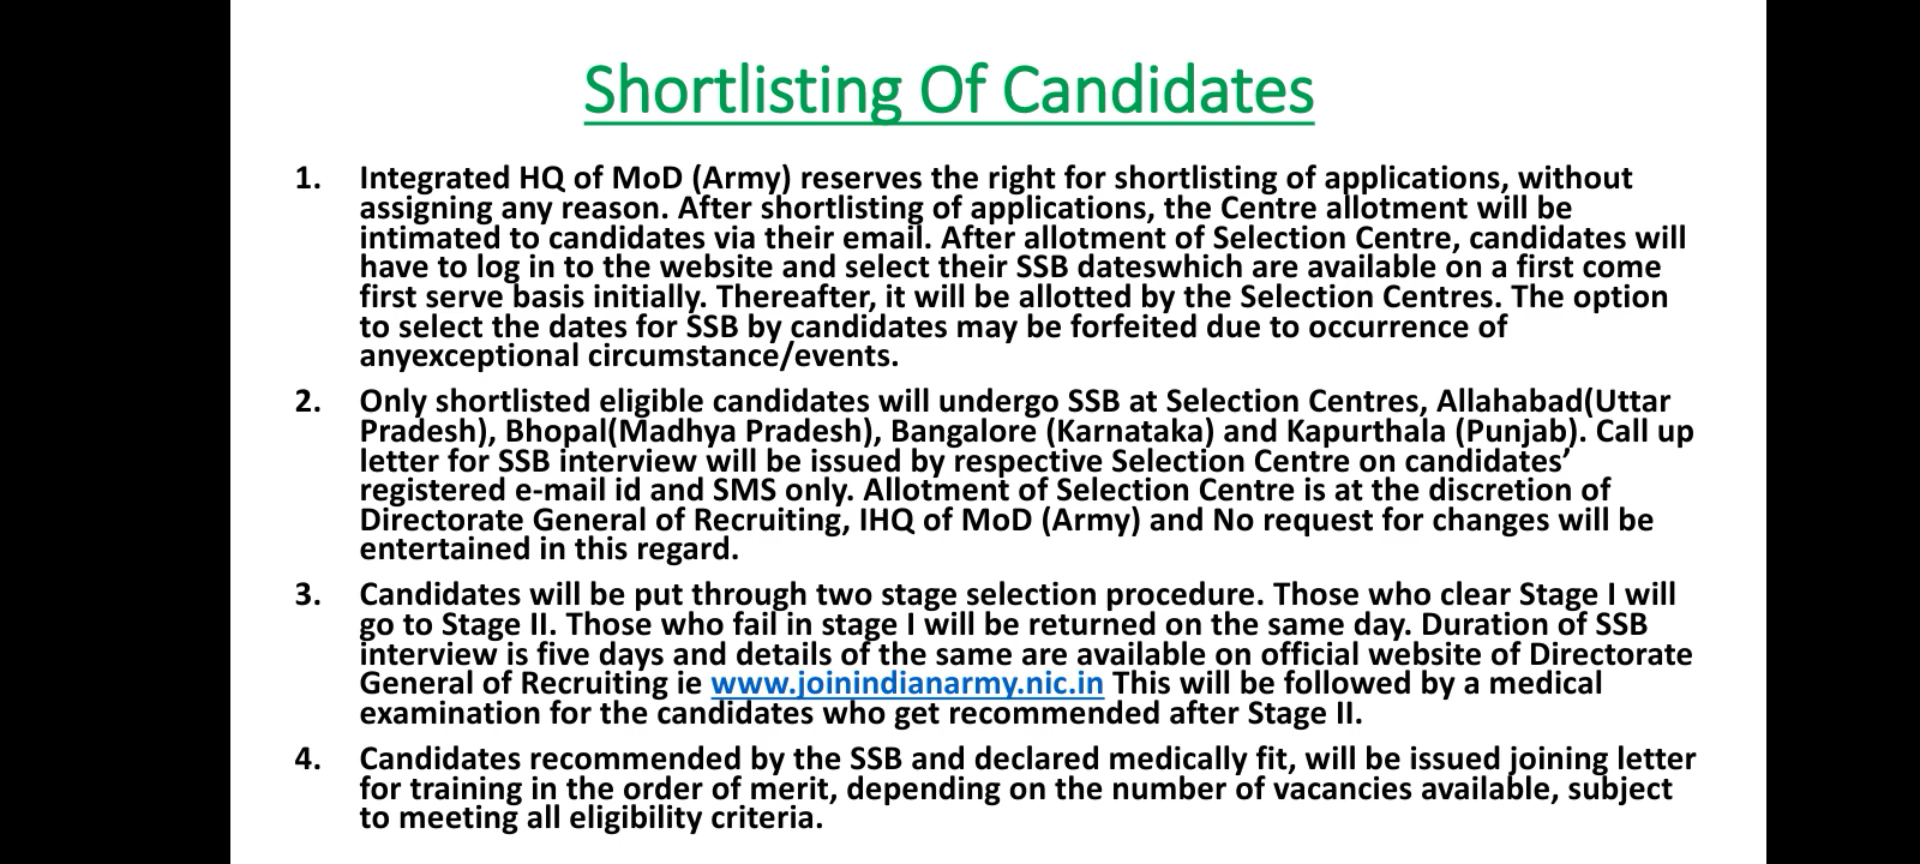 Shortlisting Of Candidates
1. Integrated HQ of MoD (Army) reserves the right for shortlisting of applications, without
assigning any reason. After shortlisting of applications, the Centre allotment will be
intimated to candidates via their email. After allotment of Selection Centre, candidates will
have to log in to the website and select their SSB dateswhich are available on a first come
first serve basis initially. Thereafter, it will be allotted by the Selection Centres. The option
to select the dates for SSB by candidates may be forfeited due to occurrence of
anyexceptional circumstance/events.
2. Only shortlisted eligible candidates will undergo SSB at Selection Centres, Allahabad(Uttar
Pradesh), Bhopal(Madhya Pradesh), Bangalore (Karnataka) and Kapurthala (Punjab). Call up
letter for SSB interview will be issued by respective Selection Centre on candidates’
registered e-mail id and SMS only. Allotment of Selection Centre is at the discretion of
Directorate General of Recruiting, IHQ of MoD (Army) and No request for changes will be
entertained in this regard.
3. Candidates will be put through two stage selection procedure. Those who clear Stage I will
go to Stage II. Those who fail in stage I will be returned on the same day. Duration of SSB
interview is five days and details of the same are available on official website of Directorate
General of Recruiting ie www.joinindianarmy.nic.in This will be followed by a medical
examination for the candidates who get recommended after Stage II.
4. Candidates recommended by the SSB and declared medically fit, will be issued joining letter
for training in the order of merit, depending on the number of vacancies available, subject
to meeting all eligibility criteria.